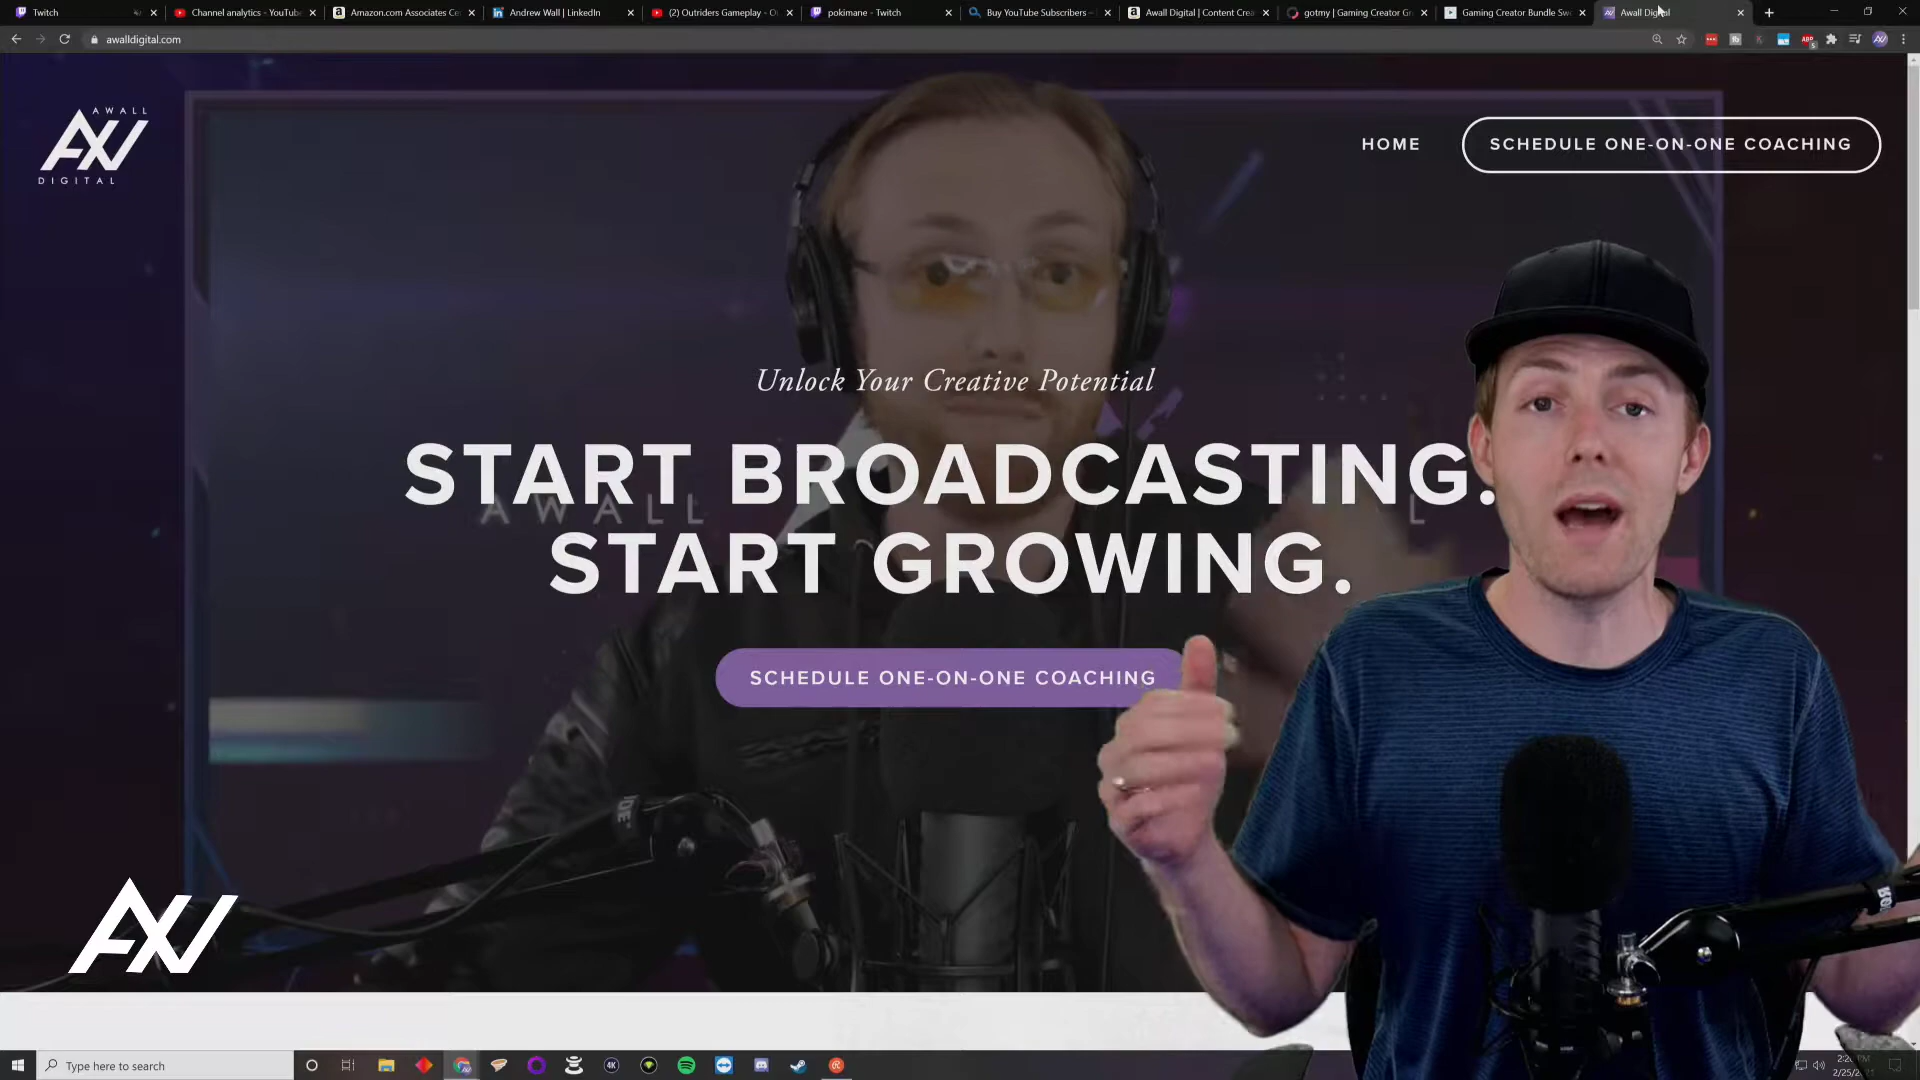 Twitch
Channel analytics - YouTube
Amazon.com Associates Ce
Andrew Wall | LinkedIn
(2) Outriders Gameplay - O
pokimane - Twitch
Buy YouTube Subscribers –
Awall Digital | Content Crea
gotmy | Gaming Creator Gr
Gaming Creator Bundle Swe
Awall Digital
awalldigital.com
AWALL
DIGITAL
HOME
SCHEDULE ONE-ON-ONE COACHING
Unlock Your Creative Potential
START BROADCASTING.
AWALL
START GROWING.
SCHEDULE ONE-ON-ONE COACHING
Type here to search